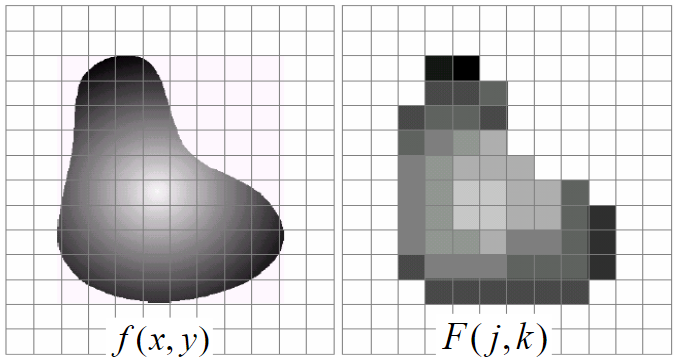 f(x, y)
F(j, k)